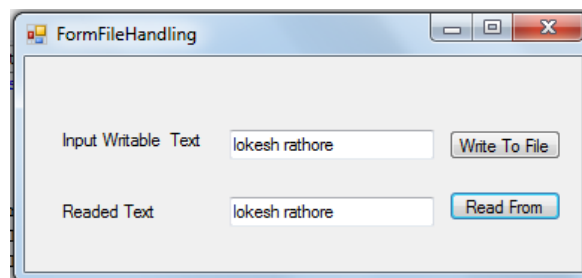 FormFileHandling
Input Writable Text lokesh rathore Write To File
Readed Text lokesh rathore Read From